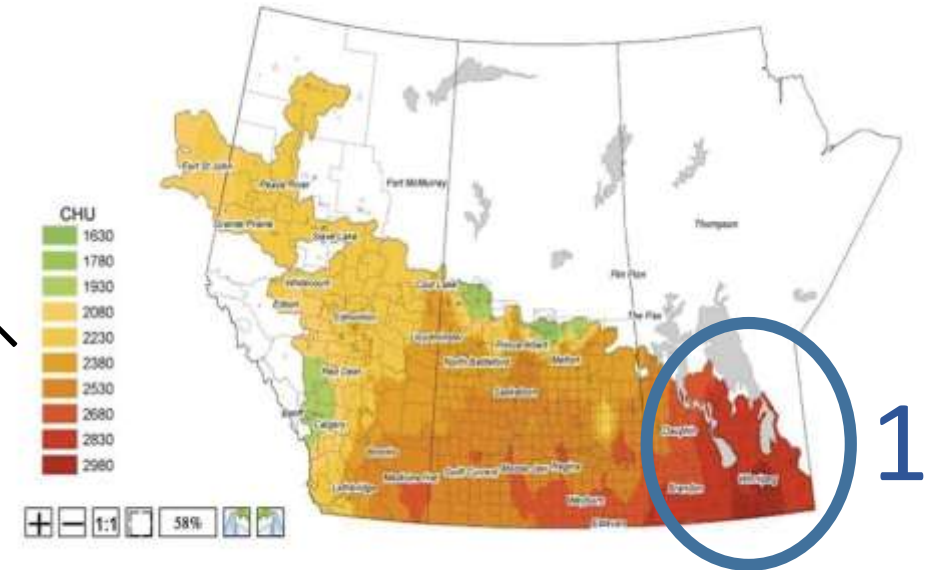 Fort St John
Peace River
Fort McMurray
Grande Prairie
Slave Lake
Thompson
CHU
1630
1780
1930
2080
2230
2380
2530
2680
2830
2980
Whitecourt
Cold Lake
Flin Flon
Edson
Edmonton
The Pas
Lloydminster
Prince Albert
North Battleford
Melfort
Red Deer
Saskatoon
Banff
Calgary
Dauphin
1
Brooks
Medicine Hat
Swift Current
Moose Jaw
Regina
Lethbridge
Weyburn
Brandon
Winnipeg
Estevan
1:1
58%